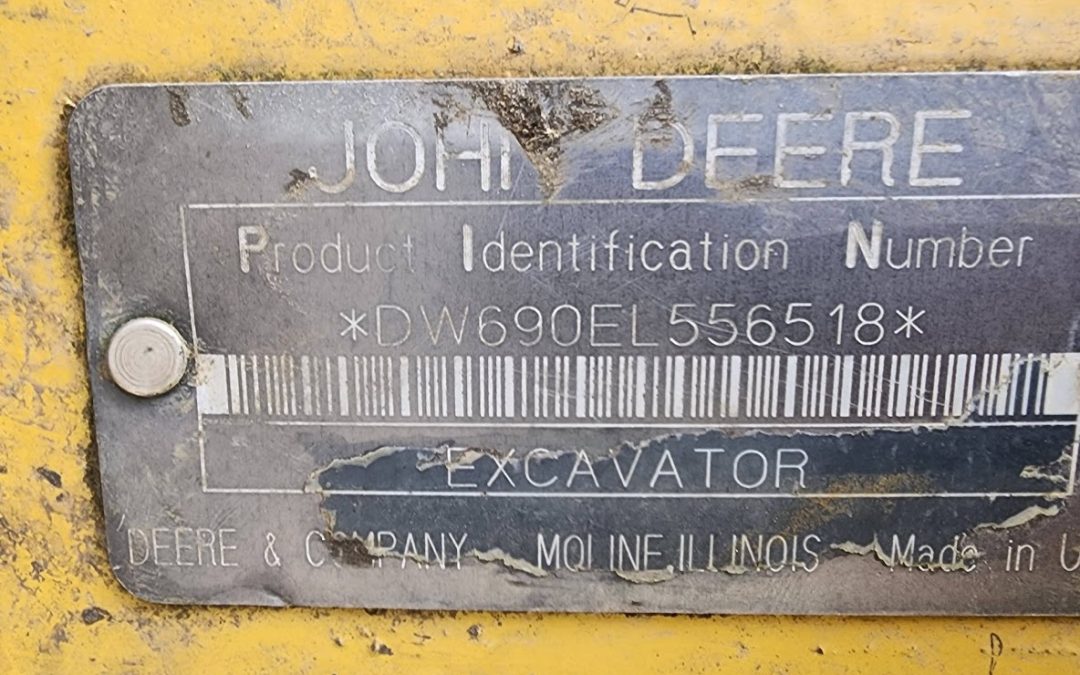 JOHN DEERE
Product Identification Number
*DW690EL556518*
EXCAVATOR
DEERE & COMPANY MOLINE, ILLINOIS Made in U